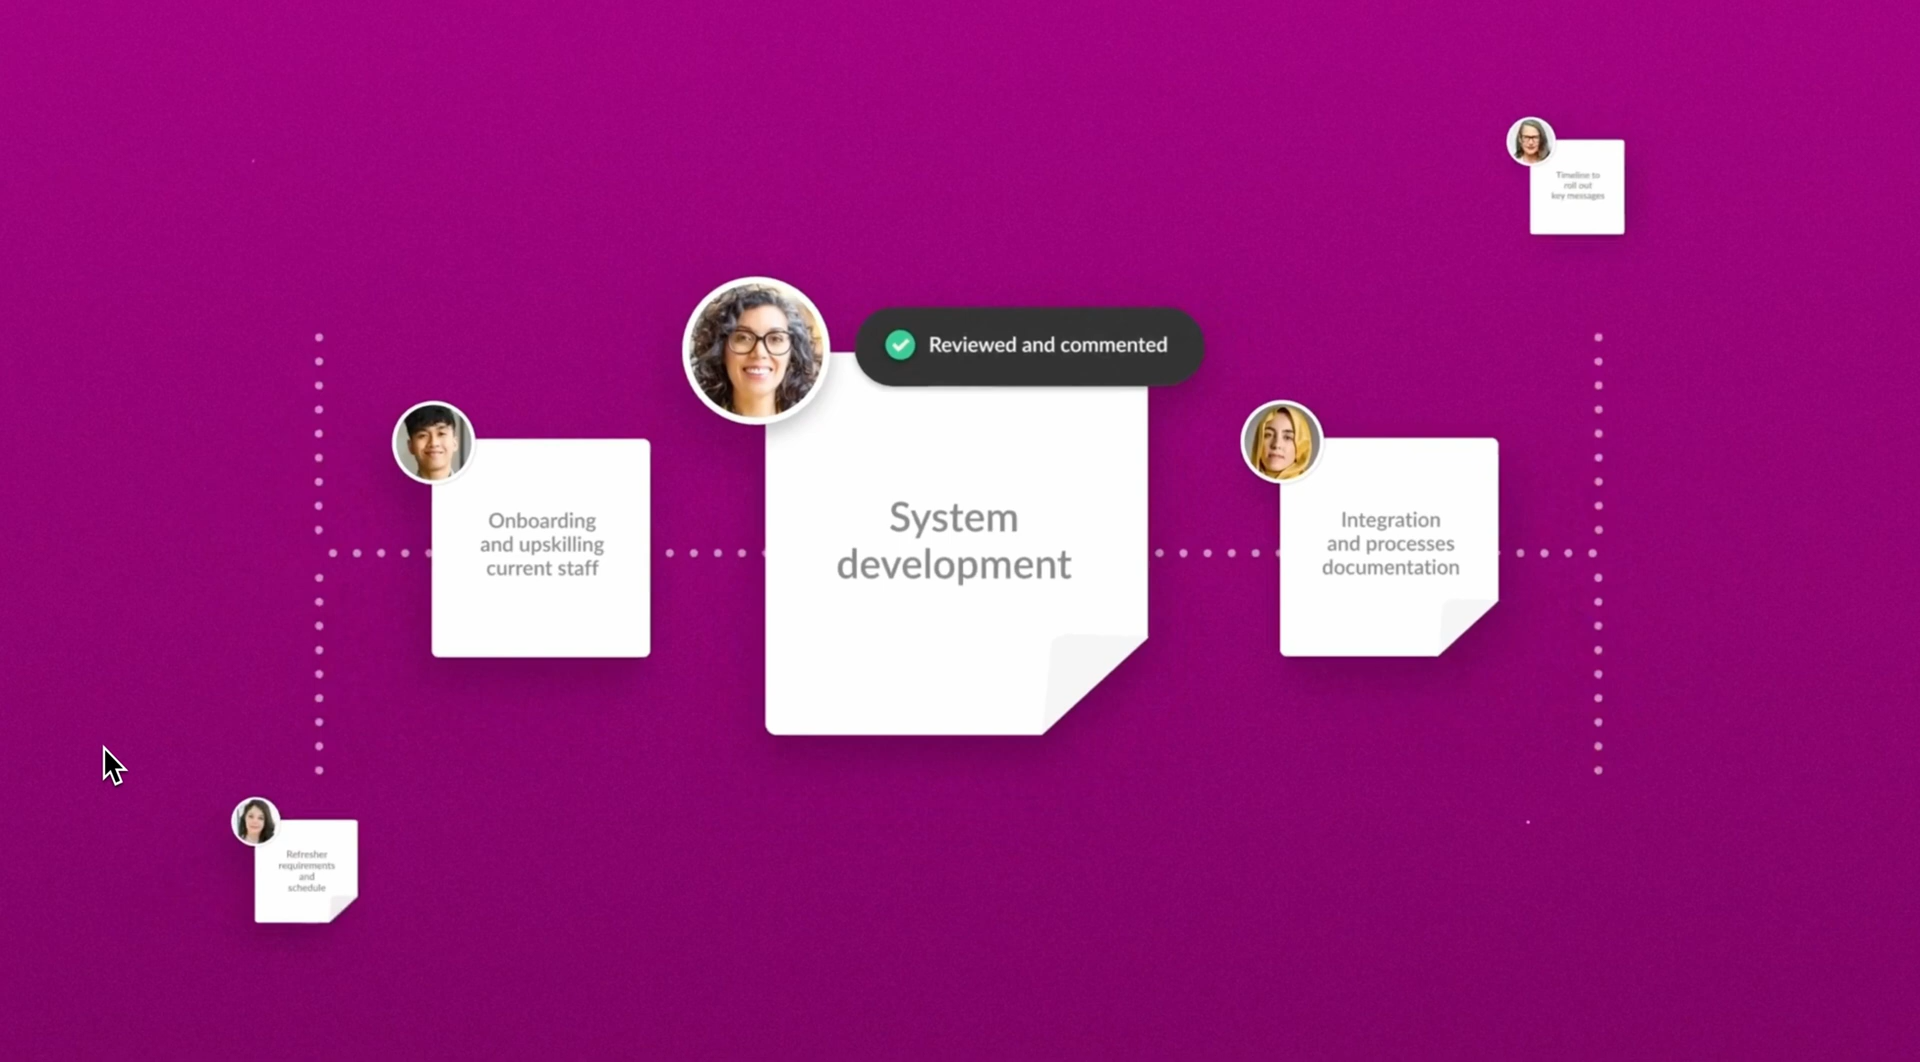 Timeline to
roll out
key messages
Reviewed and commented
Onboarding
and upskilling
current staff
System
development
Integration
and processes
documentation
Refresher
requirements
and
schedule